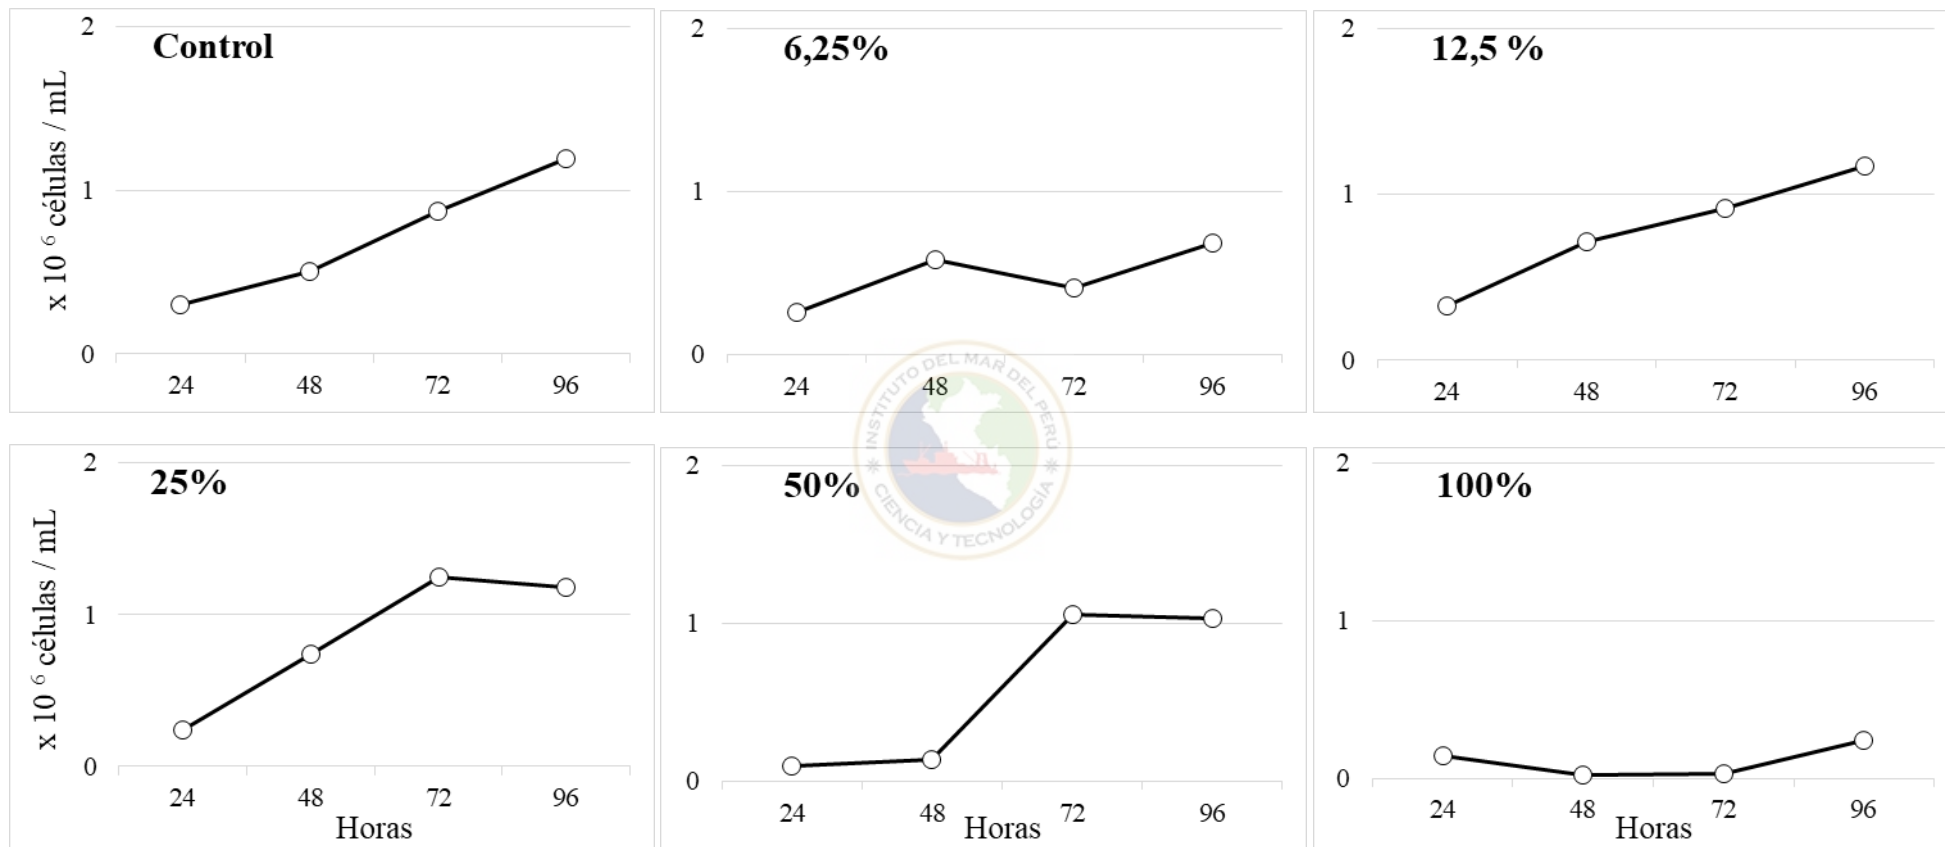 Control
x 10 ⁶ células / mL
2
1
0
24 48 72 96
6,25%
2
1
0
24 48 72 96
12,5 %
2
1
0
24 48 72 96
25%
x 10 ⁶ células / mL
2
1
0
24 48 72 96
Horas
50%
2
1
0
24 48 72 96
Horas
100%
2
1
0
24 48 72 96
Horas
INSTITUTO DEL MAR DEL PERÚ
CIENCIA Y TECNOLOGÍA